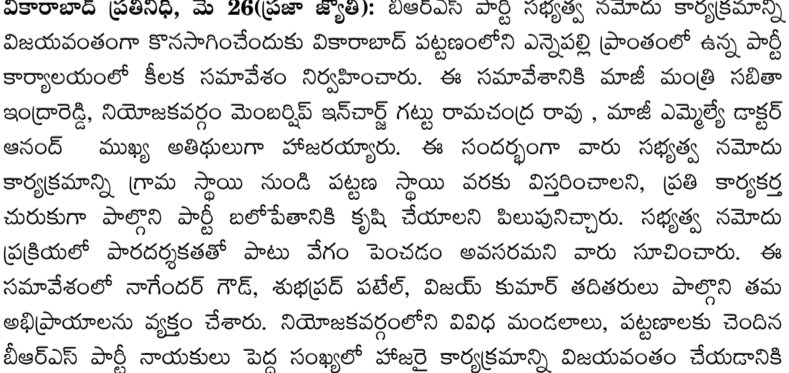 వికారాబాద్ ప్రతినిధి, మే 26(ప్రజా జ్యోతి): బీఆర్ఎస్ పార్టీ సభ్యత్వ నమోదు కార్యక్రమాన్ని
విజయవంతంగా కొనసాగించేందుకు వికారాబాద్ పట్టణంలోని ఎన్నెపల్లి ప్రాంతంలో ఉన్న పార్టీ
కార్యాలయంలో కీలక సమావేశం నిర్వహించారు. ఈ సమావేశానికి మాజీ మంత్రి సబితా
ఇంద్రారెడ్డి, నియోజకవర్గం మెంబర్షిప్ ఇన్‌చార్జ్ గట్టు రామచంద్ర రావు , మాజీ ఎమ్మెల్యే డాక్టర్
ఆనంద్ ముఖ్య అతిథులుగా హాజరయ్యారు. ఈ సందర్భంగా వారు సభ్యత్వ నమోదు
కార్యక్రమాన్ని గ్రామ స్థాయి నుండి పట్టణ స్థాయి వరకు విస్తరించాలని, ప్రతి కార్యకర్త
చురుకుగా పాల్గొని పార్టీ బలోపేతానికి కృషి చేయాలని పిలుపునిచ్చారు. సభ్యత్వ నమోదు
ప్రక్రియలో పారదర్శకతతో పాటు వేగం పెంచడం అవసరమని వారు సూచించారు. ఈ
సమావేశంలో నాగేందర్ గౌడ్, శుభప్రద్ పటేల్, విజయ్ కుమార్ తదితరులు పాల్గొని తమ
అభిప్రాయాలను వ్యక్తం చేశారు. నియోజకవర్గంలోని వివిధ మండలాలు, పట్టణాలకు చెందిన
బీఆర్ఎస్ పార్టీ నాయకులు పెద్ద సంఖ్యలో హాజరై కార్యక్రమాన్ని విజయవంతం చేయడానికి